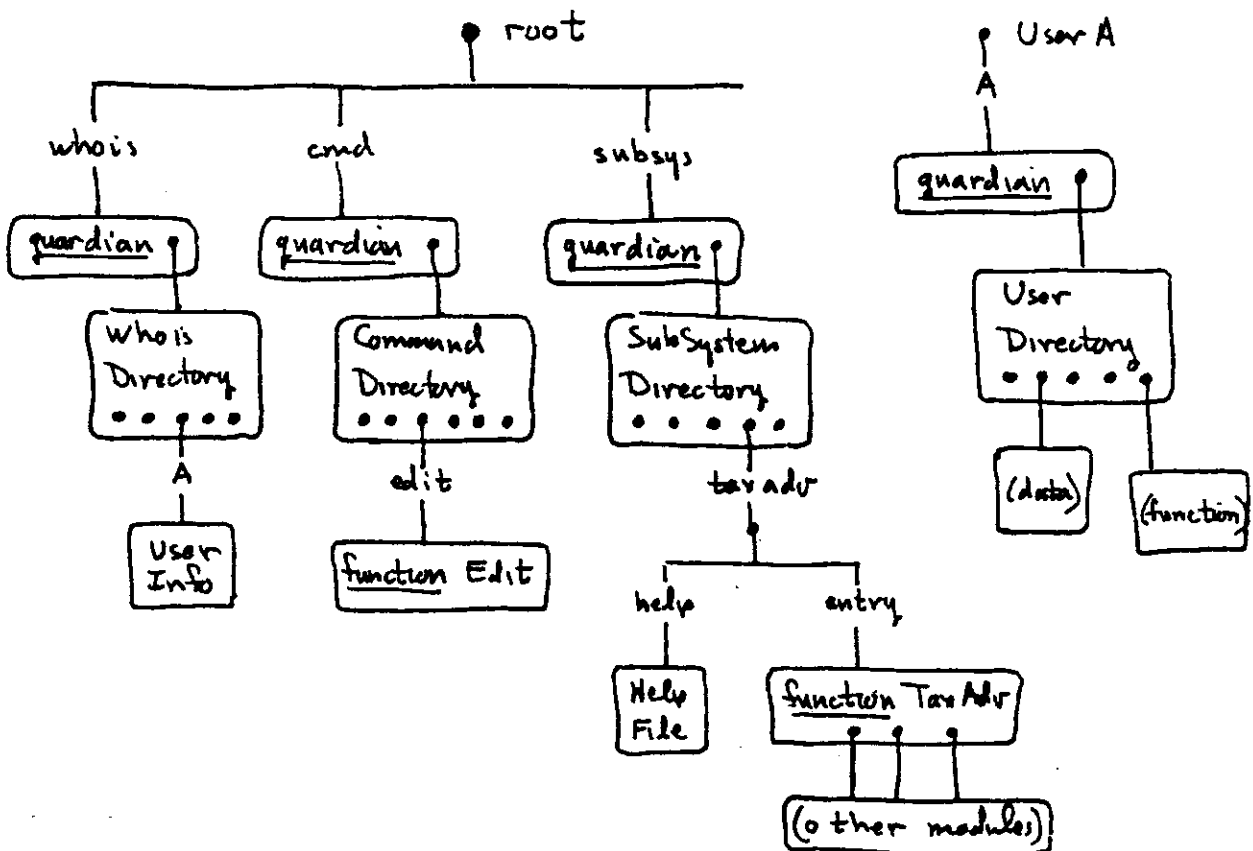 root
User A
A
whois
cmd
subsys
guardian
guardian
guardian
guardian
Whois
Directory
Command
Directory
SubSystem
Directory
User
Directory
A
edit
taxadv
(data)
(function)
User
Info
function Edit
help
entry
Help
File
function TaxAdv
(other modules)